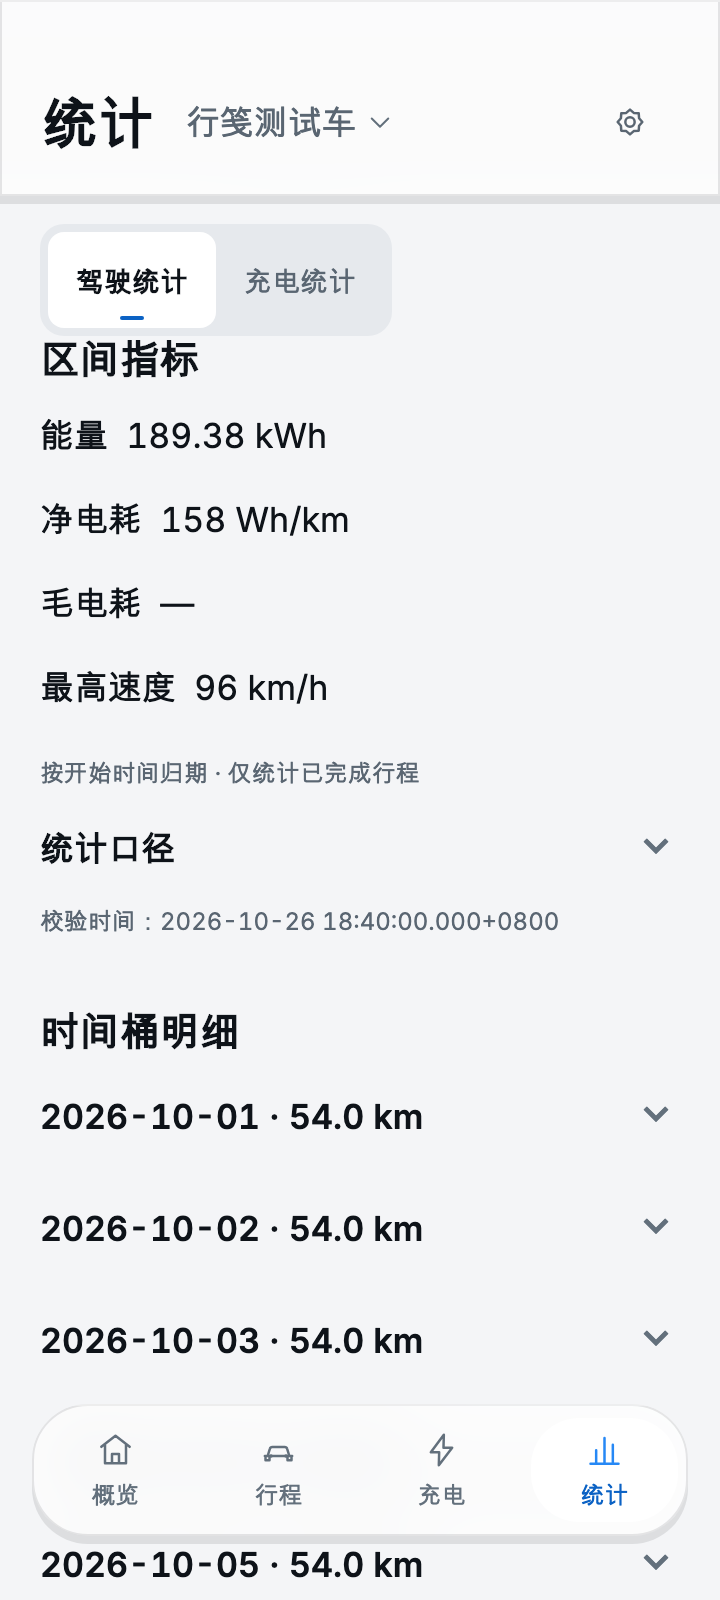 统计 行笺测试车
驾驶统计 充电统计
区间指标
能量 189.38 kWh
净电耗 158 Wh/km
毛电耗 —
最高速度 96 km/h
按开始时间归期 · 仅统计已完成行程
统计口径
校验时间：2026-10-26 18:40:00.000+0800
时间桶明细
2026-10-01 · 54.0 km
2026-10-02 · 54.0 km
2026-10-03 · 54.0 km
概览 行程 充电 统计
2026-10-05 · 54.0 km